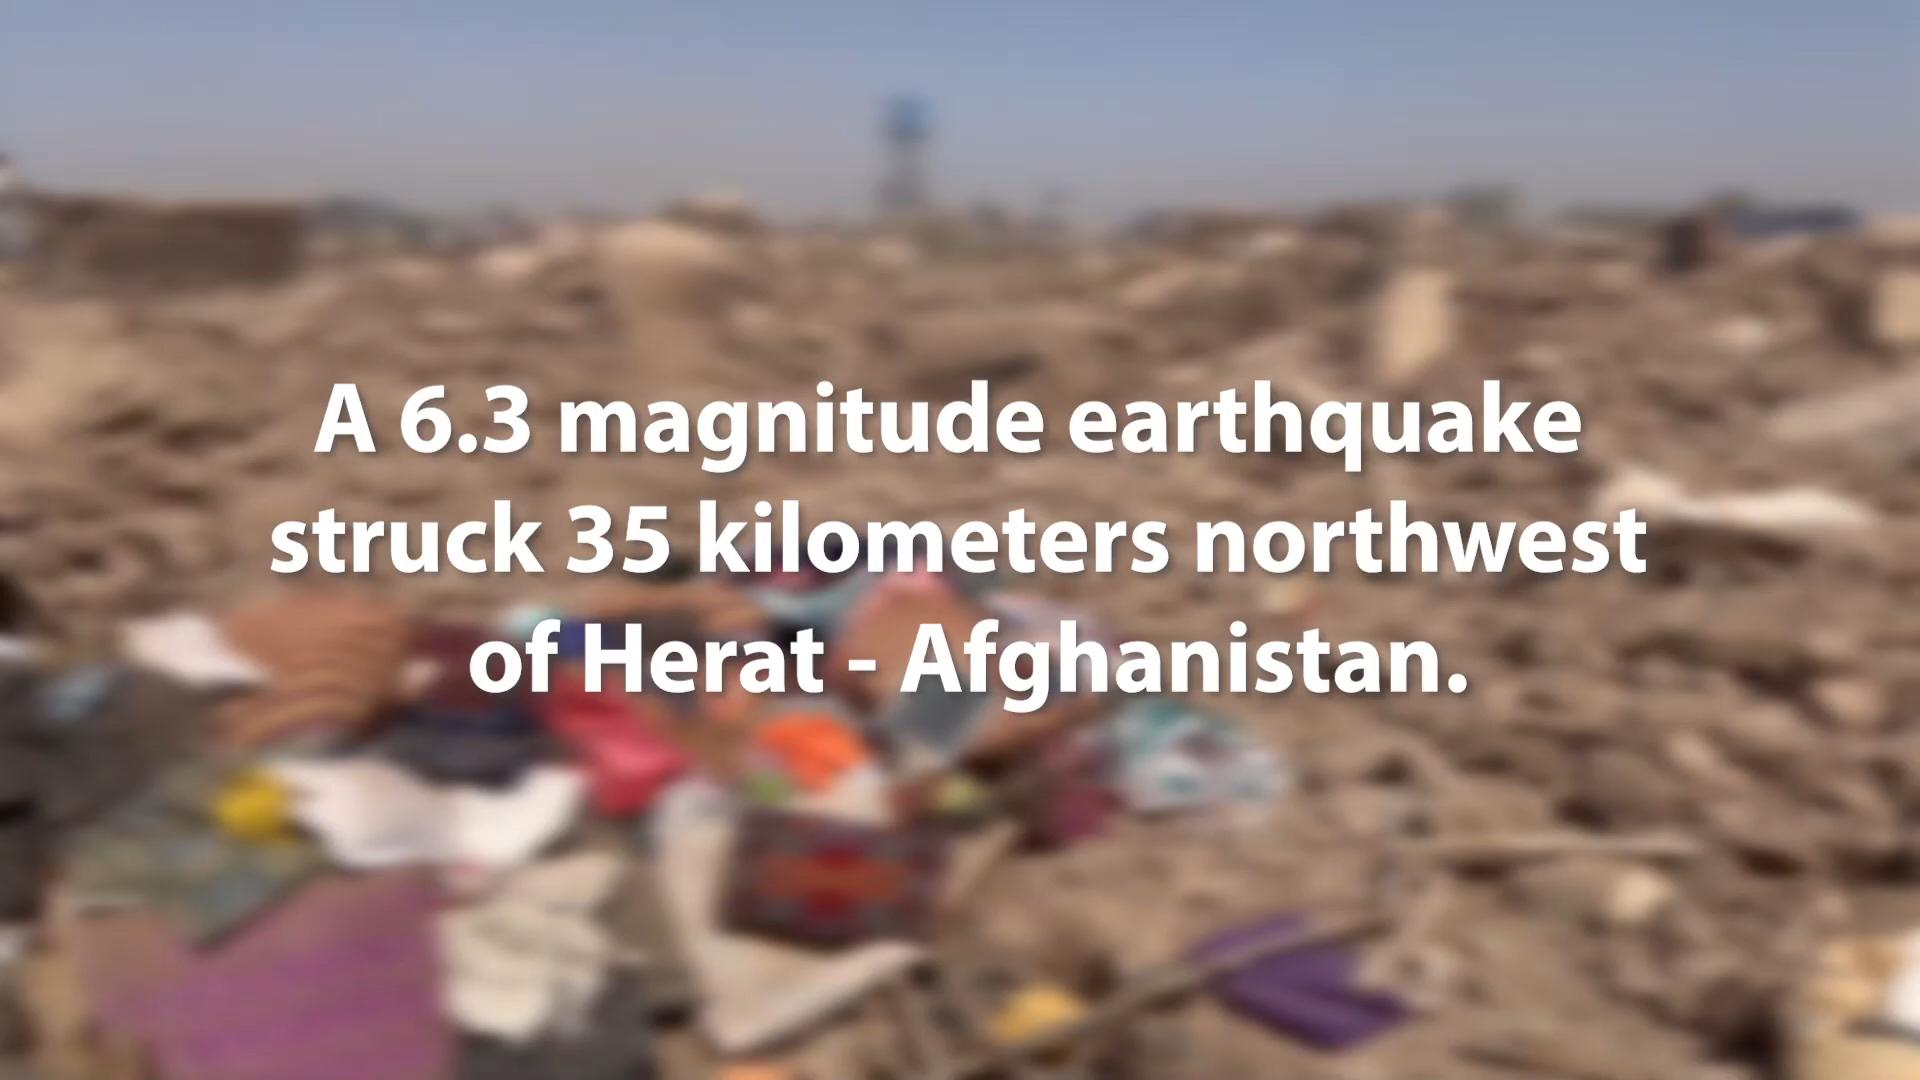 A 6.3 magnitude earthquake
struck 35 kilometers northwest
of Herat - Afghanistan.